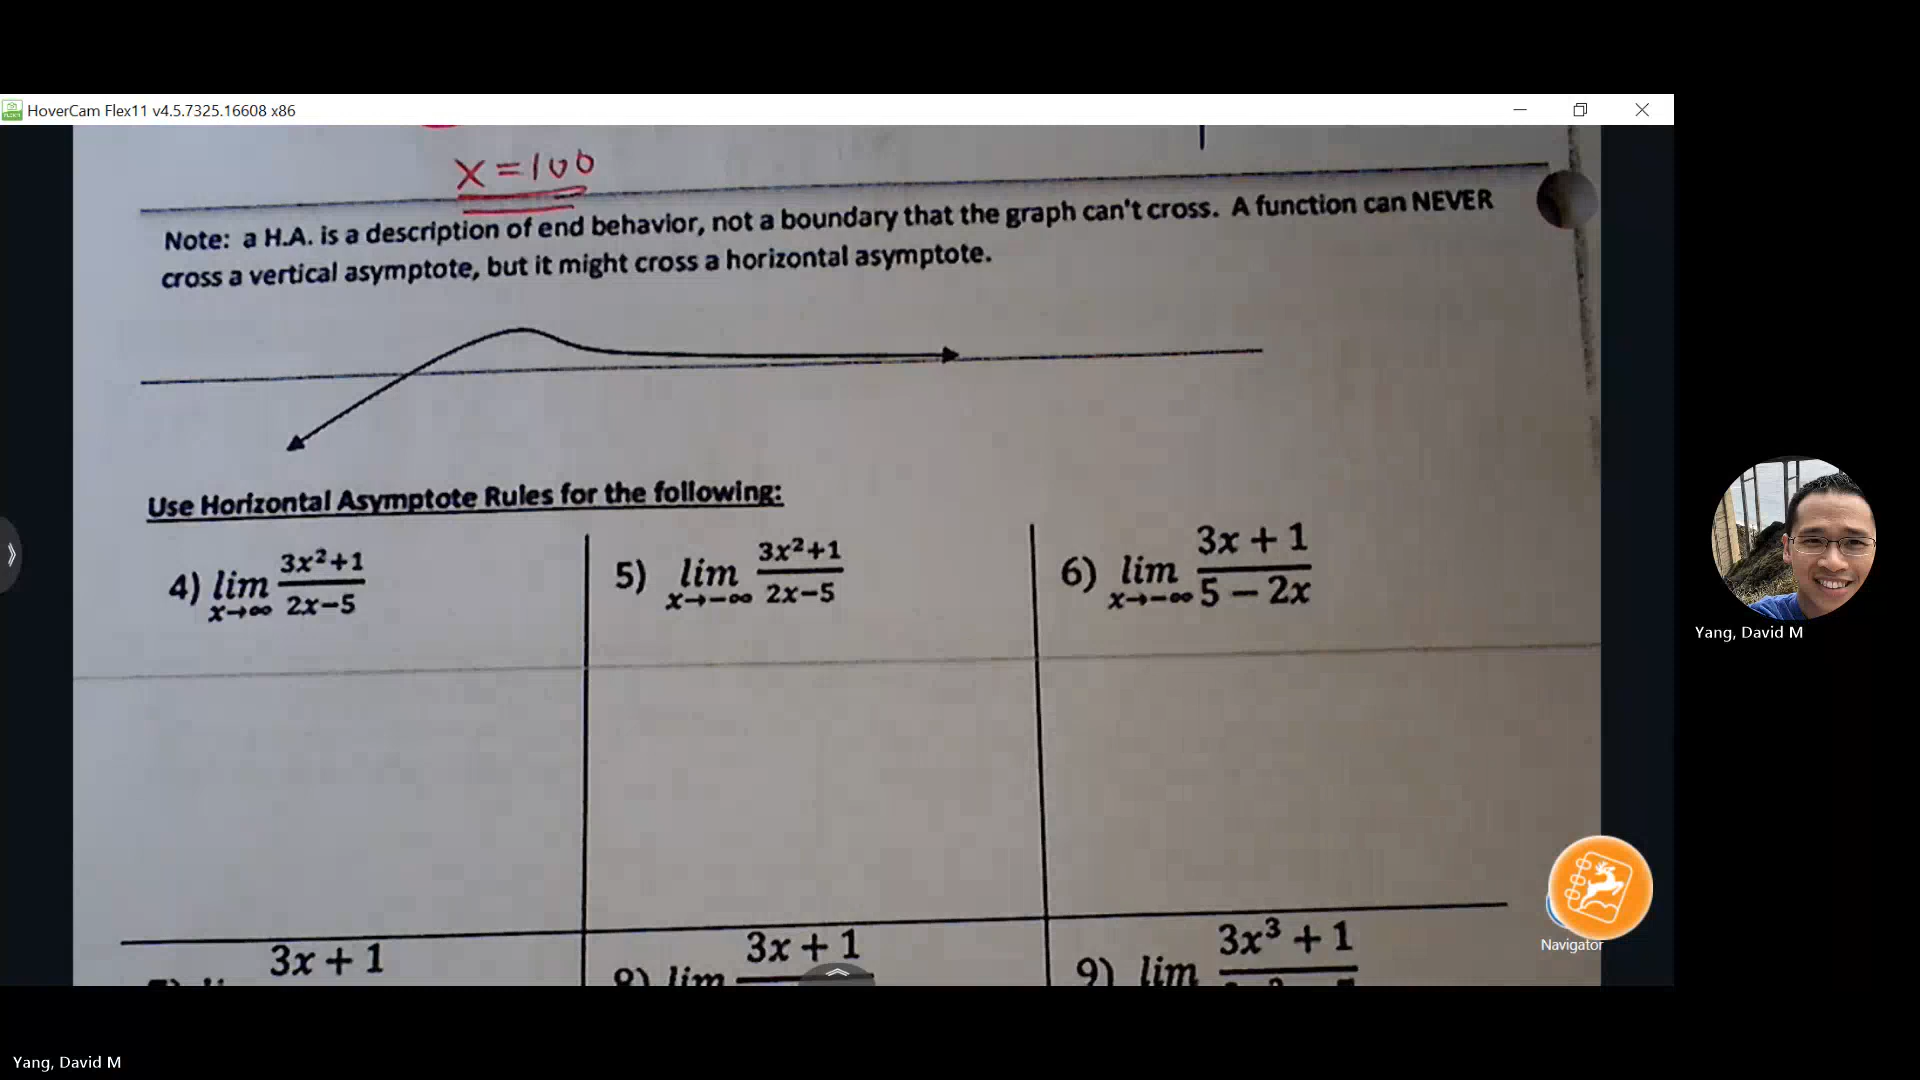 HoverCam Flex11 v4.5.7325.16608 x86
x = 100
Note: a H.A. is a description of end behavior, not a boundary that the graph can't cross. A function can NEVER
cross a vertical asymptote, but it might cross a horizontal asymptote.
Use Horizontal Asymptote Rules for the following:
4) lim x→∞ 3x²+1 / 2x−5
5) lim x→−∞ 3x²+1 / 2x−5
6) lim x→−∞ 3x + 1 / 5 − 2x
3x + 1
8) lim 3x + 1
9) lim 3x³ + 1
Navigator
Yang, David M
Yang, David M